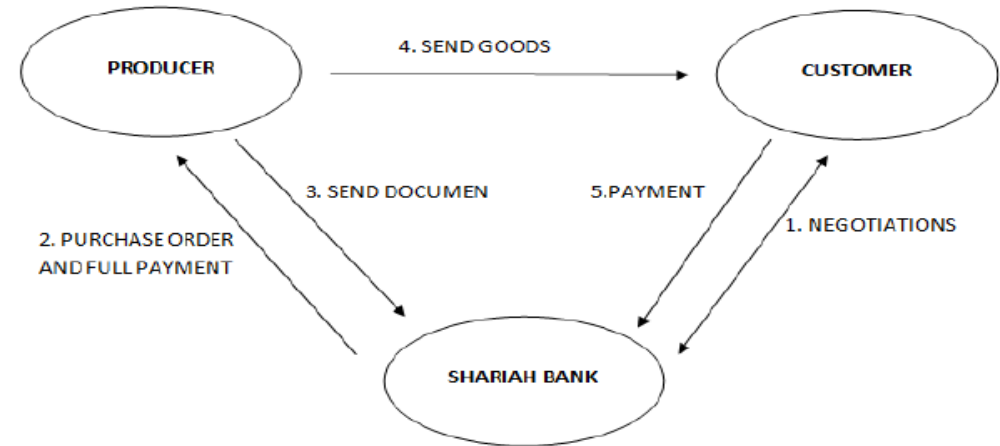 4. SEND GOODS
PRODUCER
CUSTOMER
3. SEND DOCUMEN
5.PAYMENT
1. NEGOTIATIONS
2. PURCHASE ORDER
AND FULL PAYMENT
SHARIAH BANK